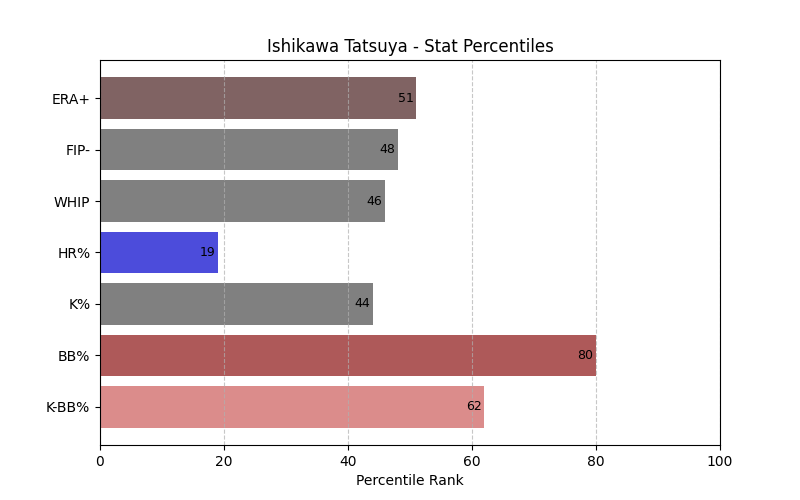 Ishikawa Tatsuya - Stat Percentiles
ERA+ 51
FIP- 48
WHIP 46
HR% 19
K% 44
BB% 80
K-BB% 62
0 20 40 60 80 100
Percentile Rank